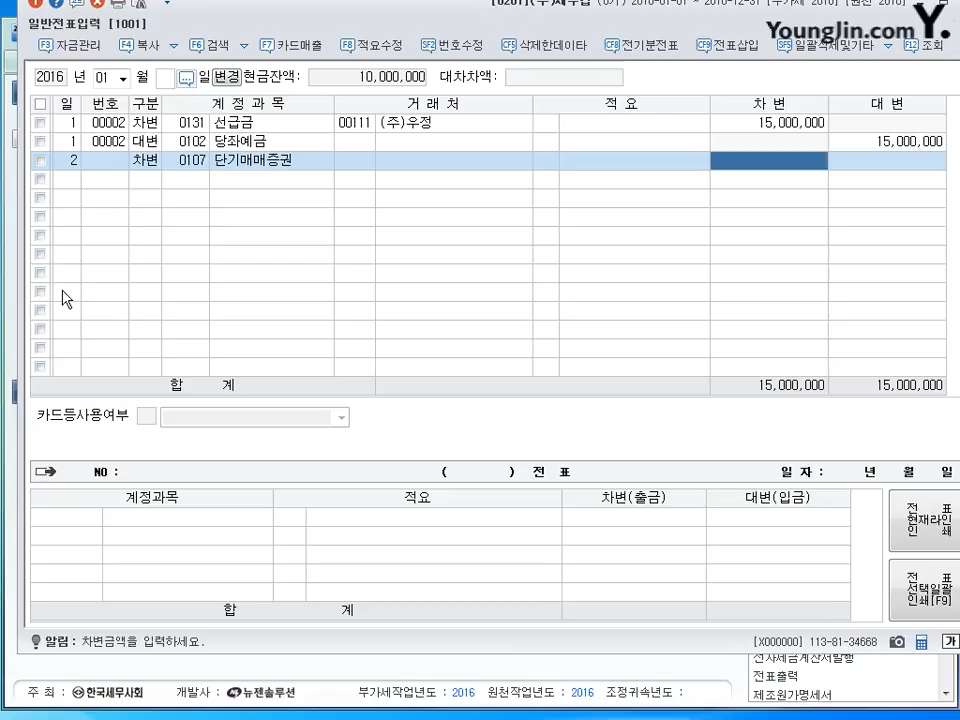 일반전표입력 [1001]
YoungJin.com Y.
F3 자금관리 F4 복사 F6 검색 F7 카드매출 F8 적요수정 SF2 번호수정 CF5 삭제한데이타 CF8 전기분전표 CF9 전표삽입 SF5 일괄삭제및기타 F12 조회
2016 년 01 월 ... 일 변경 현금잔액: 10,000,000 대차차액:
일 번호 구분 계 정 과 목 거 래 처 적 요 차 변 대 변
1 00002 차변 0131 선급금 00111 (주)우정 15,000,000
1 00002 대변 0102 당좌예금 15,000,000
2 차변 0107 단기매매증권
합 계 15,000,000 15,000,000
카드등사용여부
NO : ( ) 전 표 일 자 : 년 월 일
계정과목 적요 차변(출금) 대변(입금)
전 표
현재라인
인 쇄
전 표
선택일괄
인쇄[F9]
합 계
알림 : 차변금액을 입력하세요. [X000000] 113-81-34668 가
전자세금계산서발행
전표출력
제조원가명세서
주 최 : 한국세무사회 개발사 : 뉴젠솔루션 부가세작업년도 : 2016 원천작업년도 : 2016 조정귀속년도 :